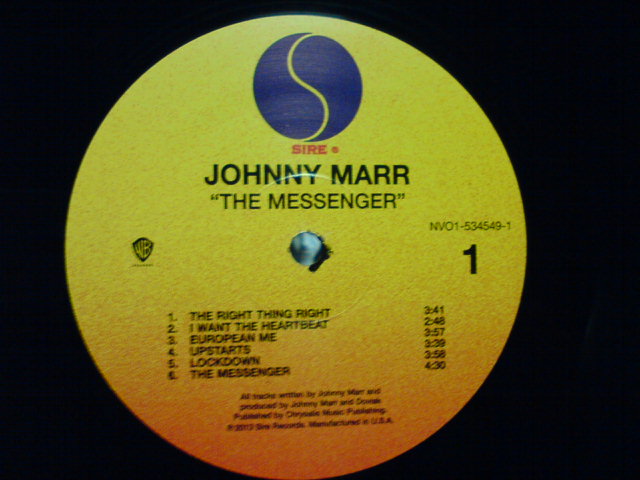 SIRE ®
JOHNNY MARR
"THE MESSENGER"
NVO1-534549-1
1
WB
1. THE RIGHT THING RIGHT 3:41
2. I WANT THE HEARTBEAT 2:48
3. EUROPEAN ME 3:57
4. UPSTARTS 3:39
5. LOCKDOWN 3:58
6. THE MESSENGER 4:30
All tracks written by Johnny Marr and
produced by Johnny Marr and Doviak
Published by Chrysalis Music Publishing.
℗2013 Sire Records. Manufactured in U.S.A.